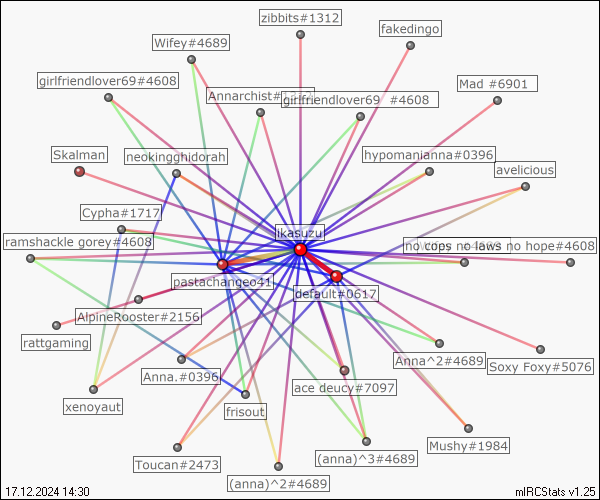 zibbits#1312
fakedingo
Wifey#4689
girlfriendlover69#4608
Mad #6901
Annarchist#
girlfriendlover69 #4608
Skalman
neokingghidorah
hypomanianna#0396
avelicious
Cypha#1717
ikasuzu
ramshackle gorey#4608
no cops no laws no hope#4608
pastachangeo41
default#0617
AlpineRooster#2156
rattgaming
Anna^2#4689
Soxy Foxy#5076
Anna.#0396
ace deucy#7097
xenoyaut
frisout
Mushy#1984
(anna)^3#4689
Toucan#2473
(anna)^2#4689
17.12.2024 14:30
mIRCStats v1.25